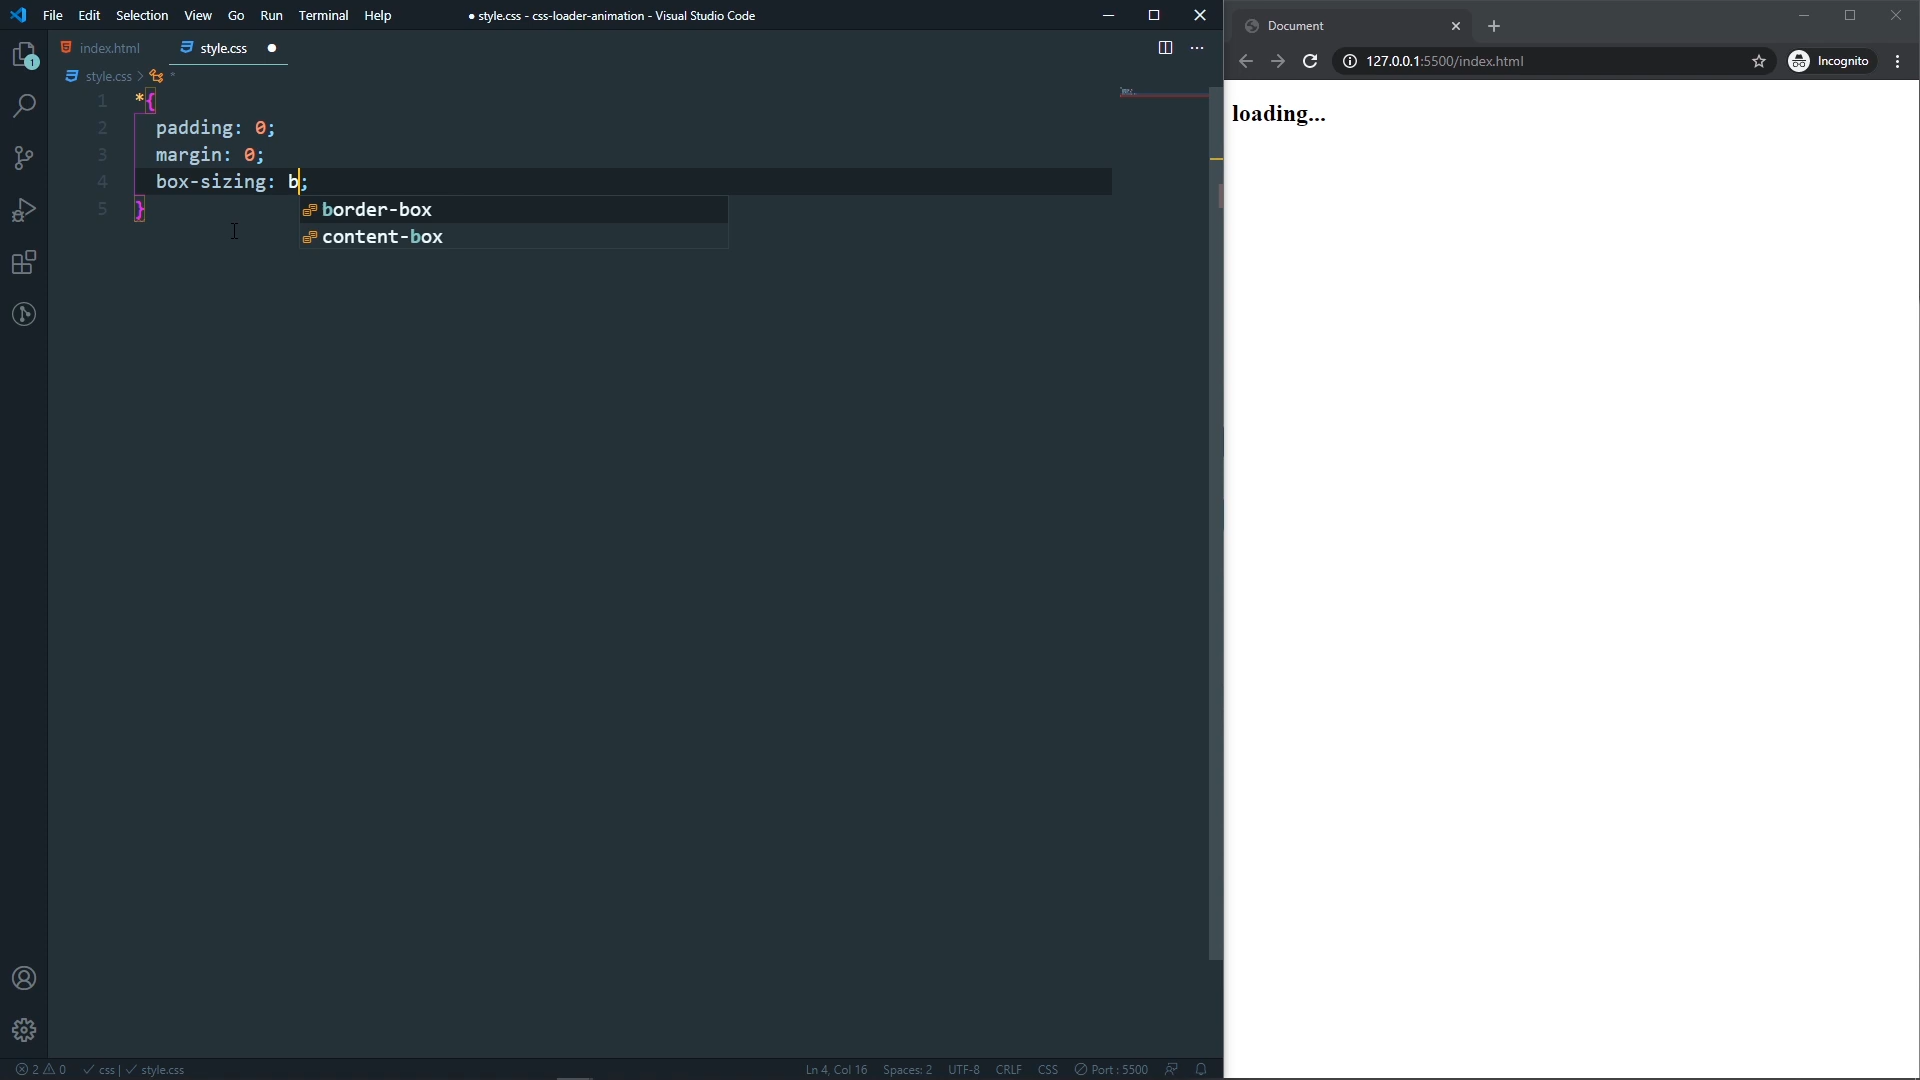 File Edit Selection View Go Run Terminal Help
● style.css - css-loader-animation - Visual Studio Code
index.html
style.css
style.css > *
1 *{
2 padding: 0;
3 margin: 0;
4 box-sizing: b;
5 }
border-box
content-box
1
2 0 css | style.css
Ln 4, Col 16 Spaces: 2 UTF-8 CRLF CSS Port : 5500
Document
127.0.0.1:5500/index.html
Incognito
loading...